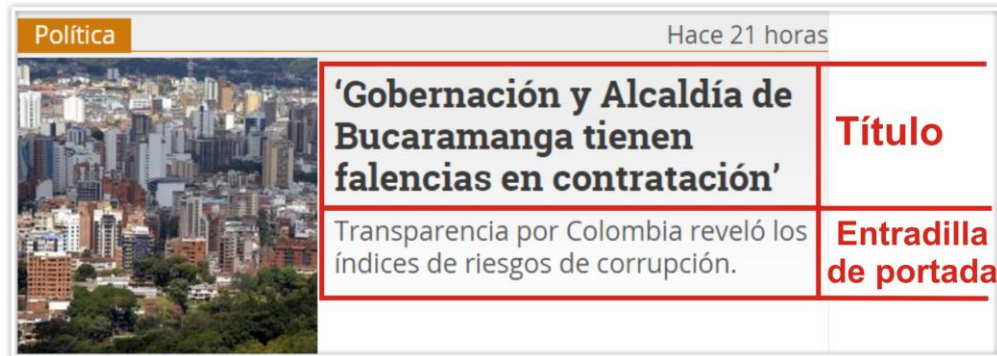 Política
Hace 21 horas
‘Gobernación y Alcaldía de
Bucaramanga tienen
falencias en contratación’
Título
Transparencia por Colombia reveló los
índices de riesgos de corrupción.
Entradilla
de portada